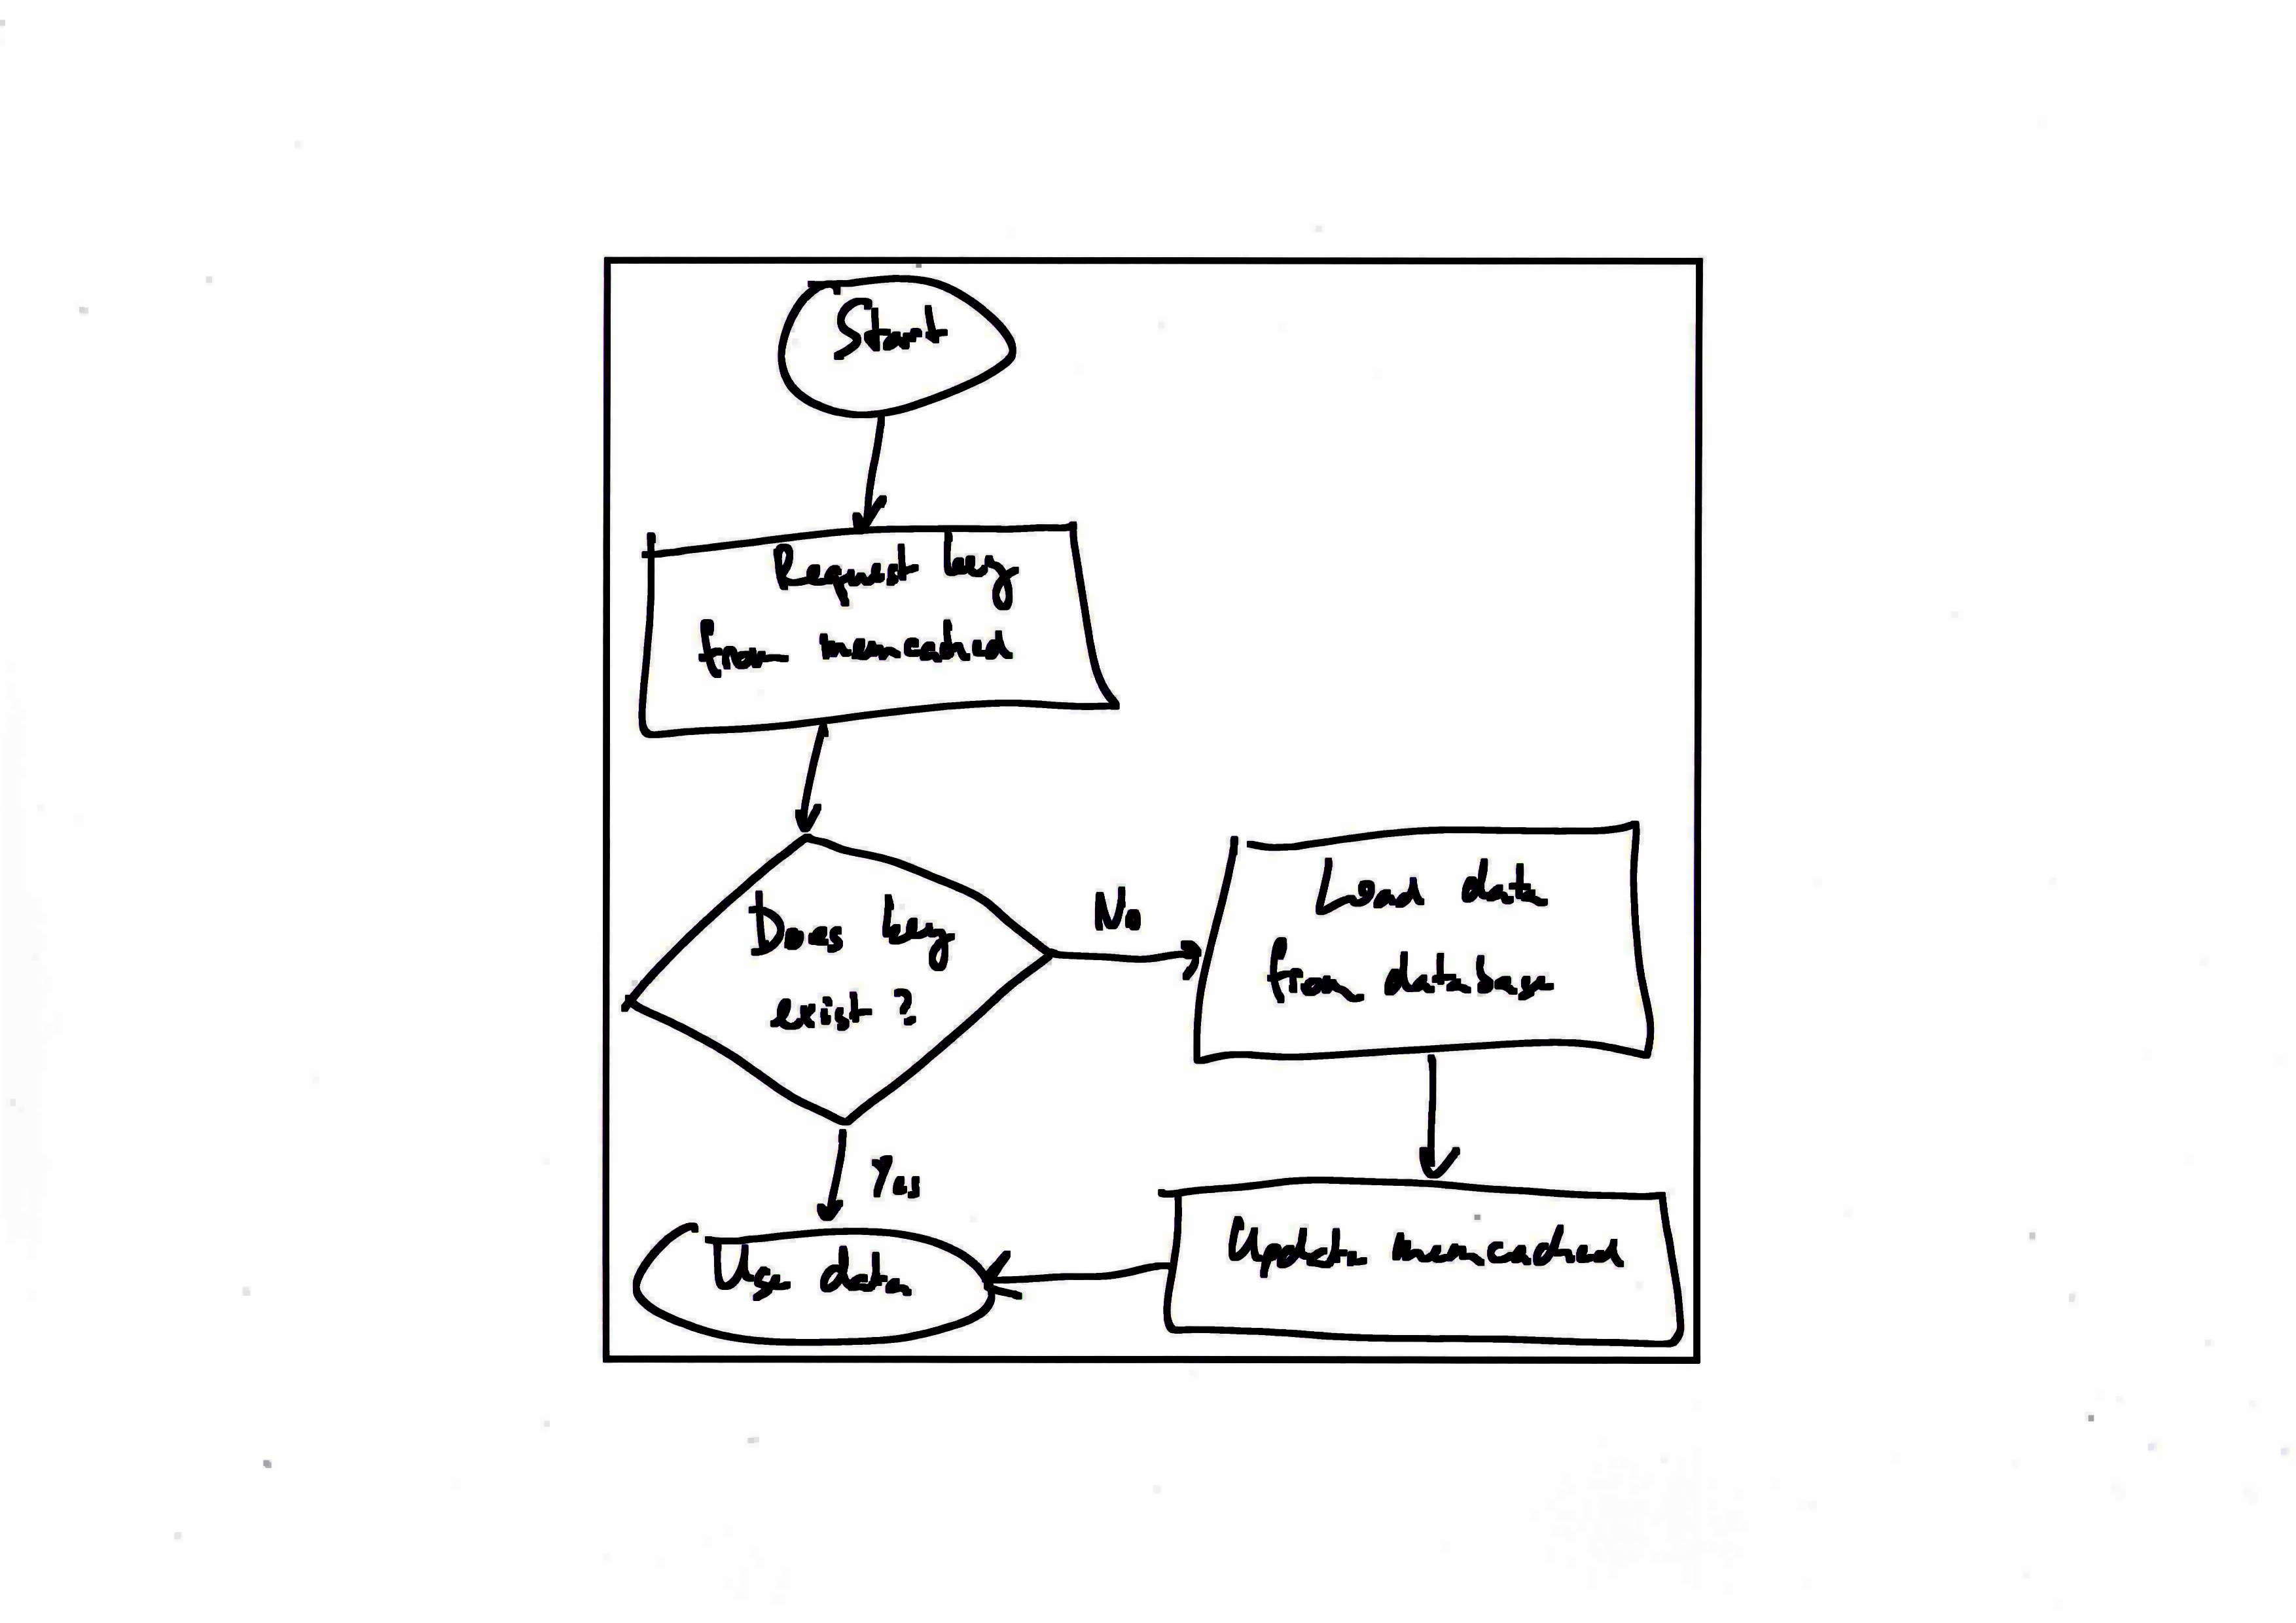 Start
Request key
from memcached
Does key
exist ?
No
Load data
from database
Yes
Use data
Update memcached